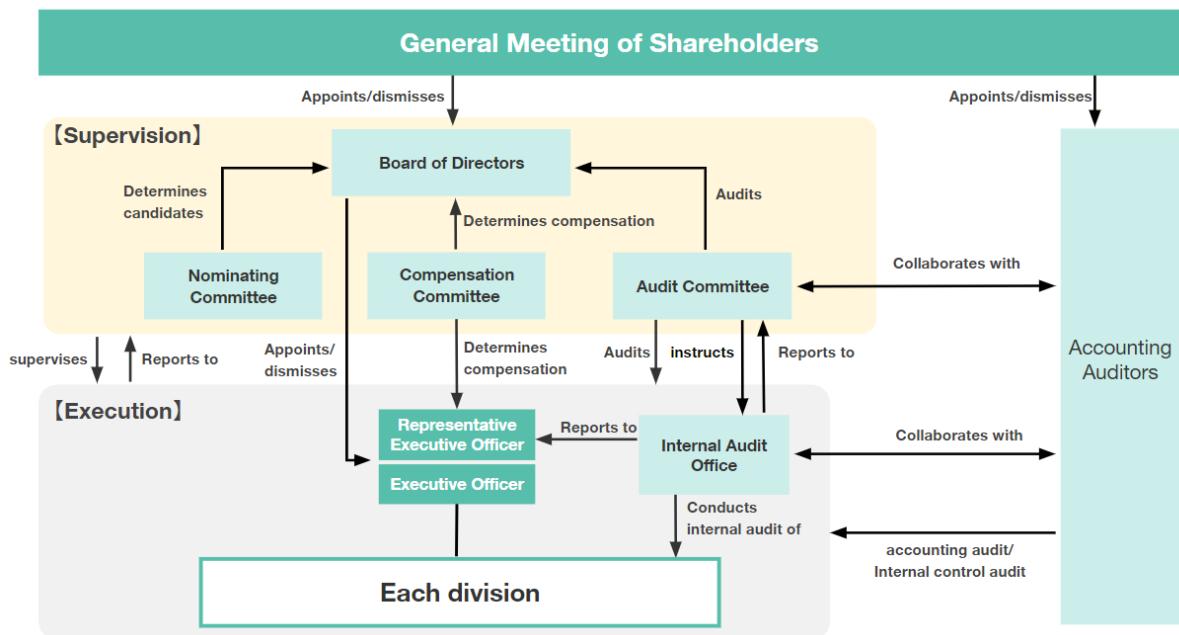 General Meeting of Shareholders
Appoints/dismisses
Appoints/dismisses
【Supervision】
Board of Directors
Determines
candidates
Audits
Determines compensation
Nominating
Committee
Compensation
Committee
Audit Committee
Collaborates with
supervises
Reports to
Appoints/
dismisses
Determines
compensation
Audits
instructs
Reports to
Accounting
Auditors
【Execution】
Representative
Executive Officer
Reports to
Internal Audit
Office
Collaborates with
Executive Officer
Conducts
internal audit of
accounting audit/
Internal control audit
Each division